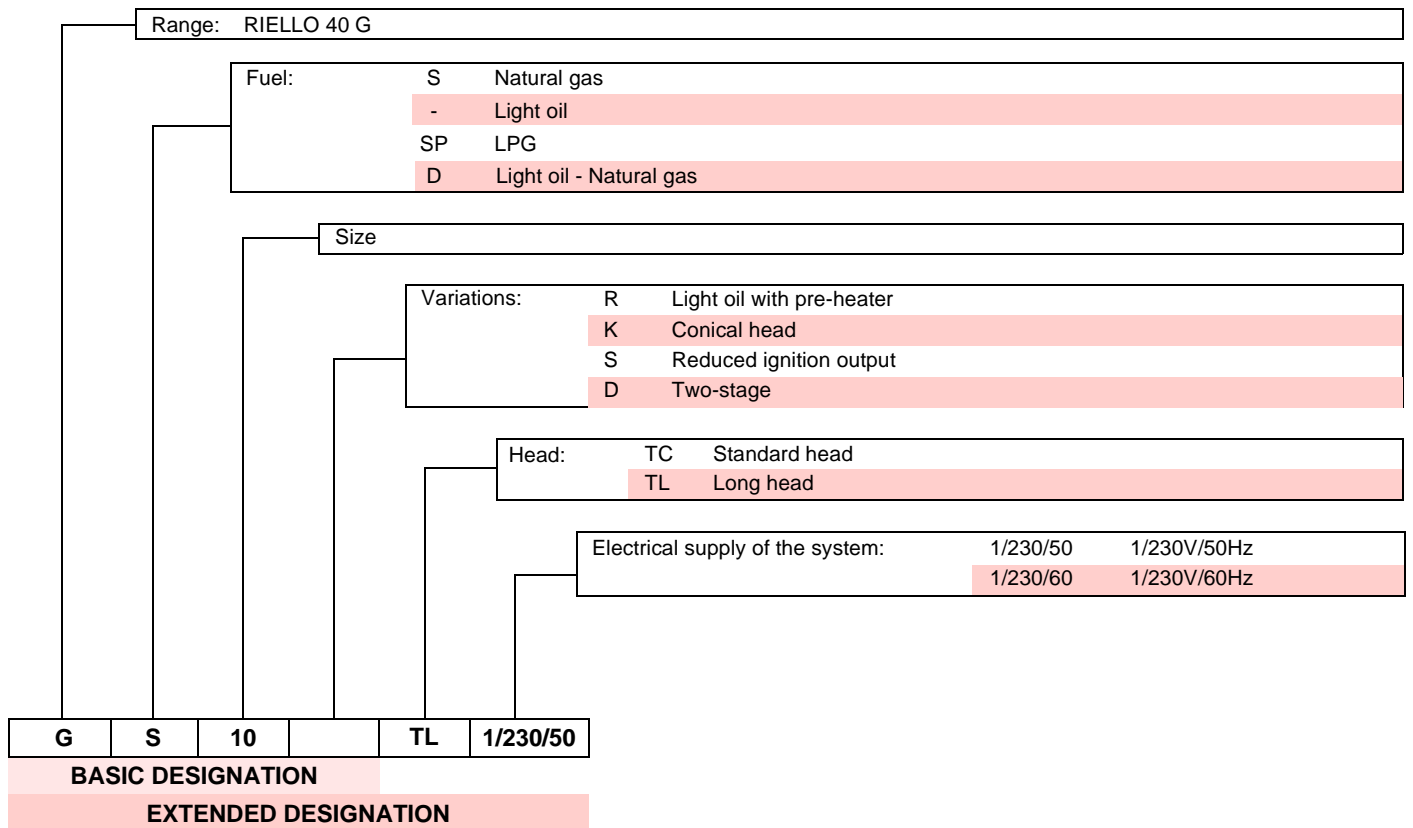 Range: RIELLO 40 G
Fuel: S Natural gas
- Light oil
SP LPG
D Light oil - Natural gas
Size
Variations: R Light oil with pre-heater
K Conical head
S Reduced ignition output
D Two-stage
Head: TC Standard head
TL Long head
Electrical supply of the system: 1/230/50 1/230V/50Hz
1/230/60 1/230V/60Hz
G S 10 TL 1/230/50
BASIC DESIGNATION
EXTENDED DESIGNATION